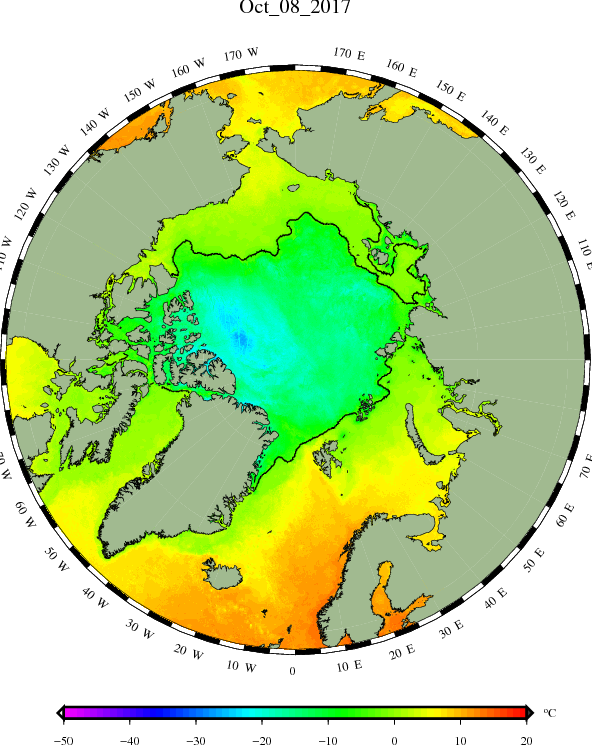 Oct_08_2017
170 W
170 E
160 W
160 E
150 W
150 E
140 W
140 E
130 W
130 E
120 W
120 E
110 E
70 E
60 W
60 E
50 W
50 E
40 W
40 E
30 W
30 E
20 W
20 E
10 W
10 E
0
°C
−50 −40 −30 −20 −10 0 10 20